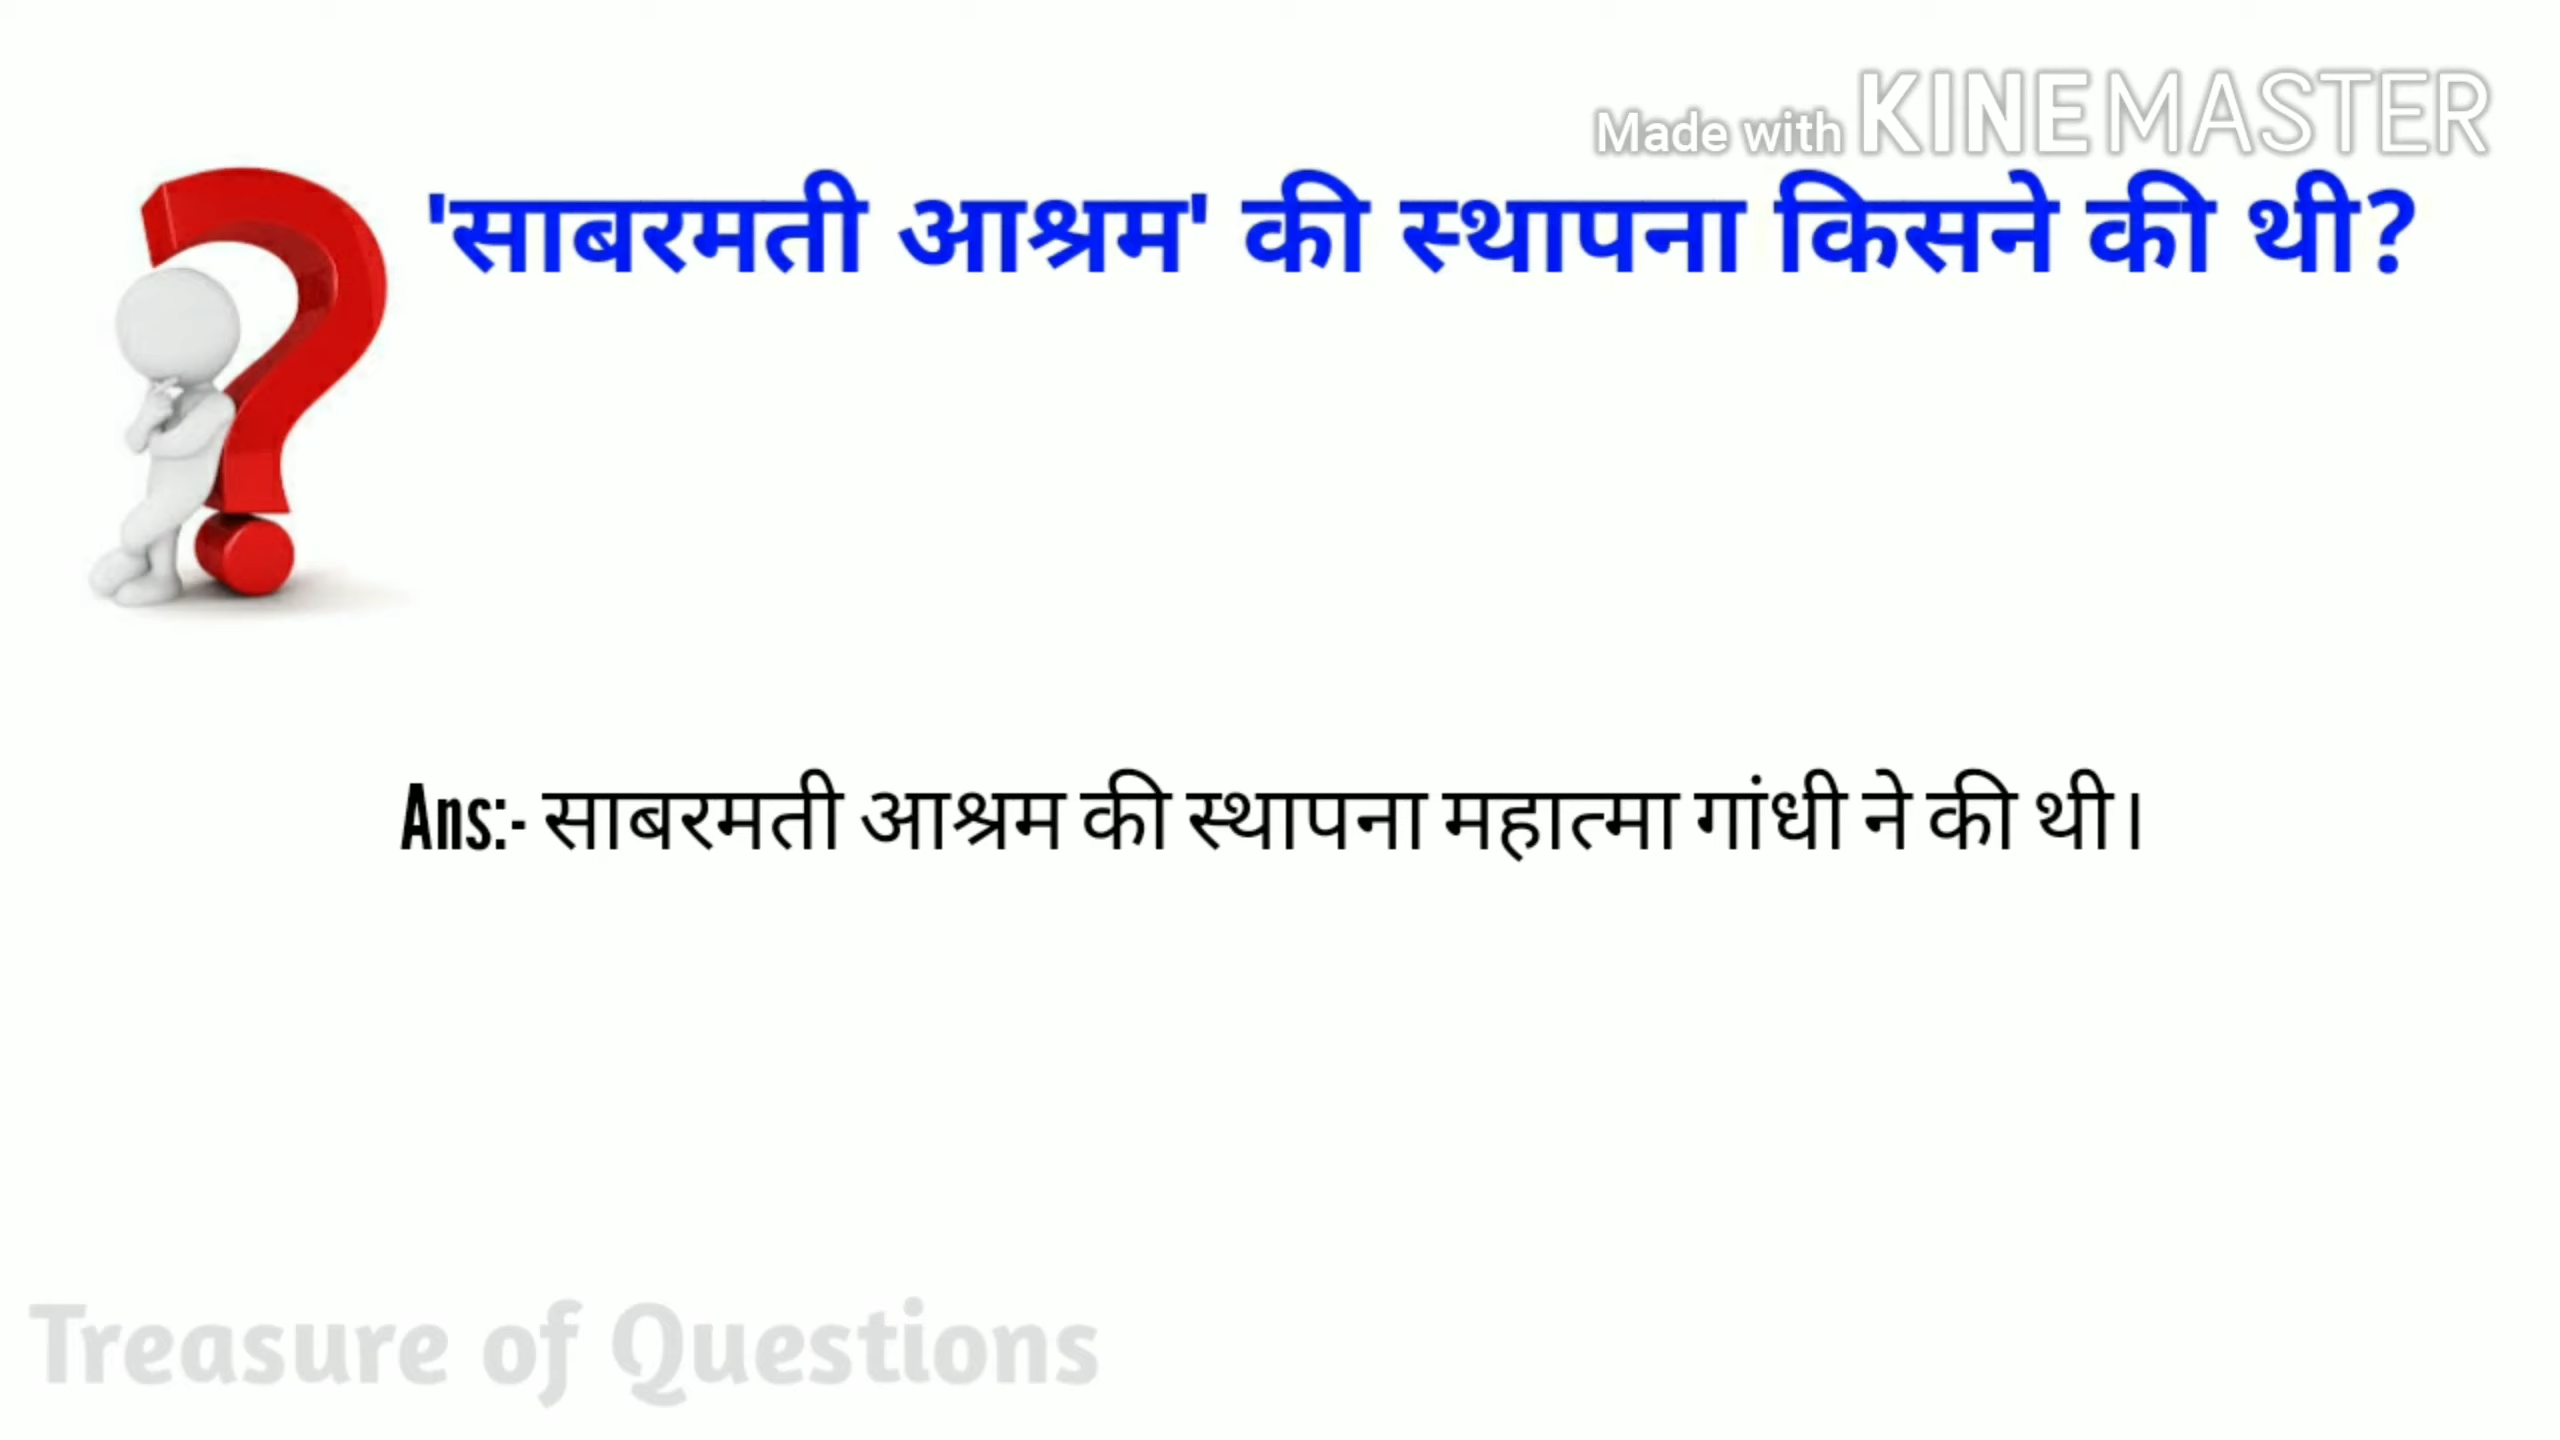 Made with KINEMASTER
'साबरमती आश्रम' की स्थापना किसने की थी?
Ans:- साबरमती आश्रम की स्थापना महात्मा गांधी ने की थी।
Treasure of Questions